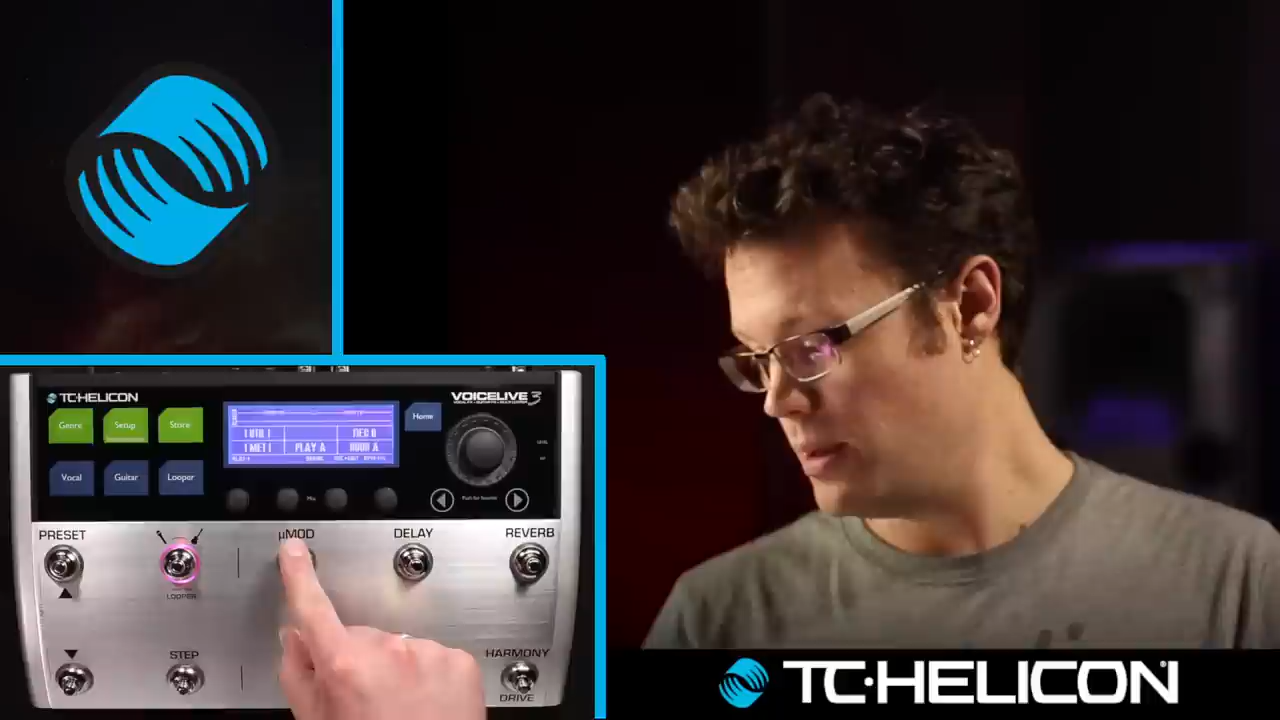 TC·HELICON
VOICELIVE 3
Genre
Setup
Store
Home
Vocal
Guitar
Looper
PLAY A
Mix
PRESET
µMOD
DELAY
REVERB
LOOPER
STEP
HARMONY
DRIVE
TC·HELICON